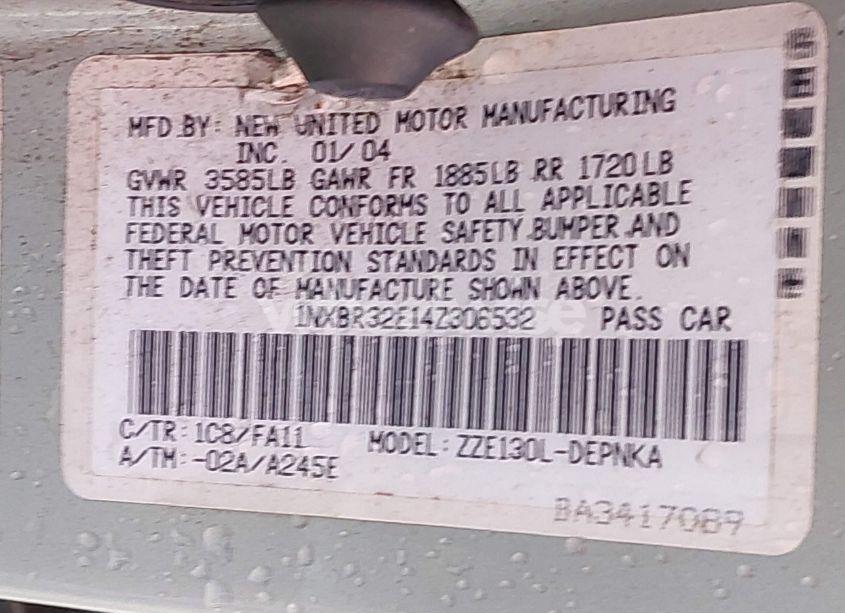 MFD.BY: NEW UNITED MOTOR MANUFACTURING
INC. 01/04
GVWR 3585LB GAWR FR 1885LB RR 1720LB
THIS VEHICLE CONFORMS TO ALL APPLICABLE
FEDERAL MOTOR VEHICLE SAFETY.BUMPER.AND
THEFT PREVENTION STANDARDS IN EFFECT ON
THE DATE OF MANUFACTURE SHOWN ABOVE.
1NXBR32E14Z306532 PASS CAR
C/TR:1C8/FA11 MODEL:ZZE130L-DEPNKA
A/TM:-02A/A245E
BA3417089